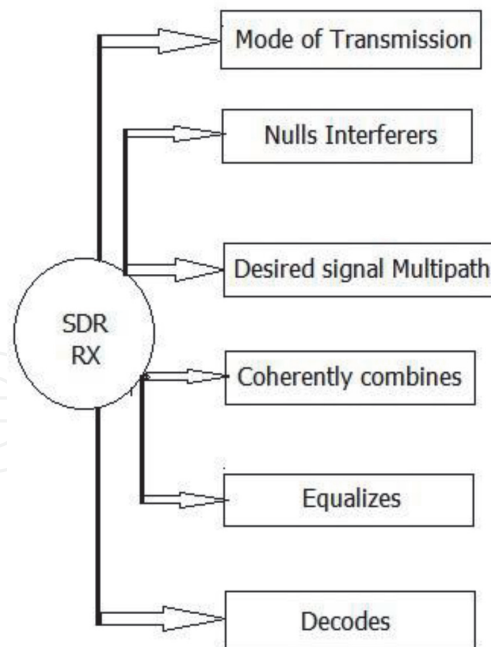 Mode of Transmission
Nulls Interferers
Desired signal Multipath
SDR
RX
Coherently combines
Equalizes
Decodes